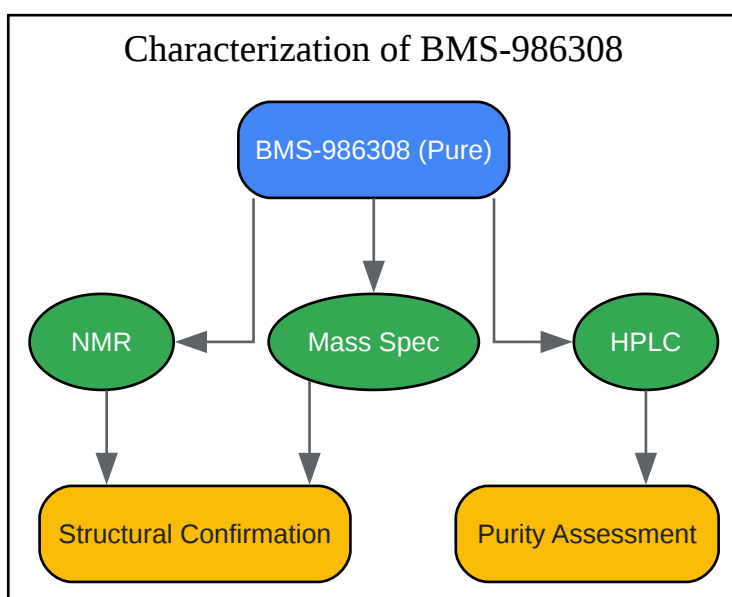 Characterization of BMS-986308
BMS-986308 (Pure)
NMR
Mass Spec
HPLC
Structural Confirmation
Purity Assessment